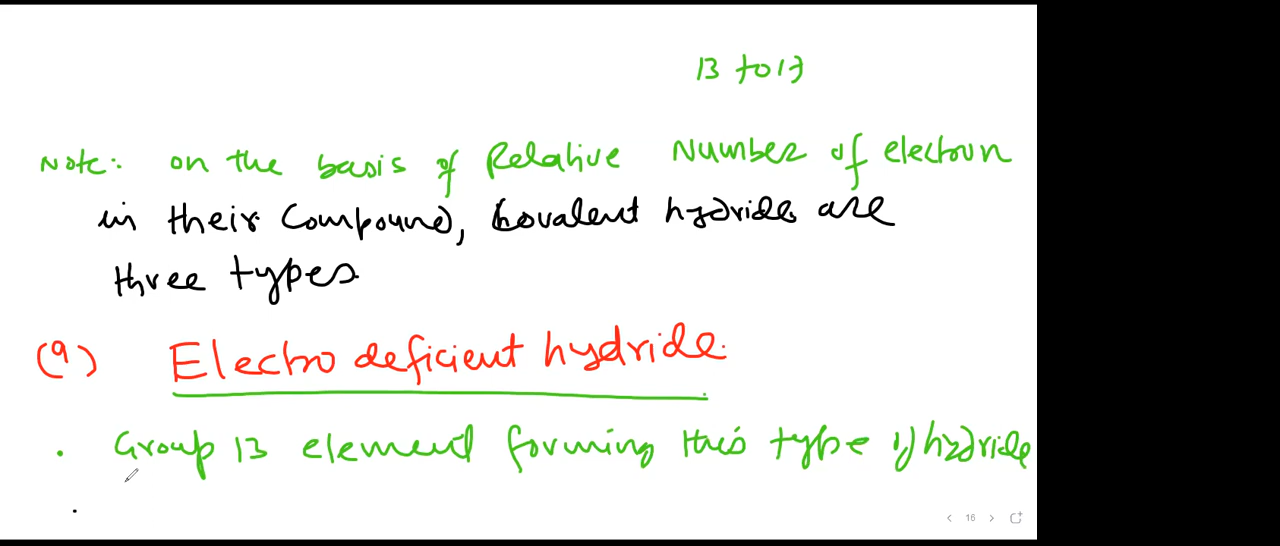 13 to 17
Note: on the basis of Relative Number of electron
in their Compound, Covalent hydride are
three types
(a) Electro deficient hydride
. Group 13 element forming this type of hydride
.
16